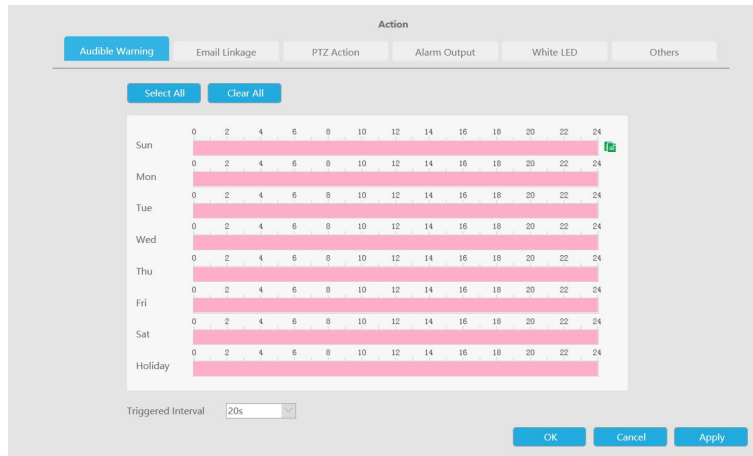 Action
Audible Warning Email Linkage PTZ Action Alarm Output White LED Others
Select All Clear All
0 2 4 6 8 10 12 14 16 18 20 22 24
Sun
0 2 4 6 8 10 12 14 16 18 20 22 24
Mon
0 2 4 6 8 10 12 14 16 18 20 22 24
Tue
0 2 4 6 8 10 12 14 16 18 20 22 24
Wed
0 2 4 6 8 10 12 14 16 18 20 22 24
Thu
0 2 4 6 8 10 12 14 16 18 20 22 24
Fri
0 2 4 6 8 10 12 14 16 18 20 22 24
Sat
0 2 4 6 8 10 12 14 16 18 20 22 24
Holiday
Triggered Interval 20s
OK Cancel Apply